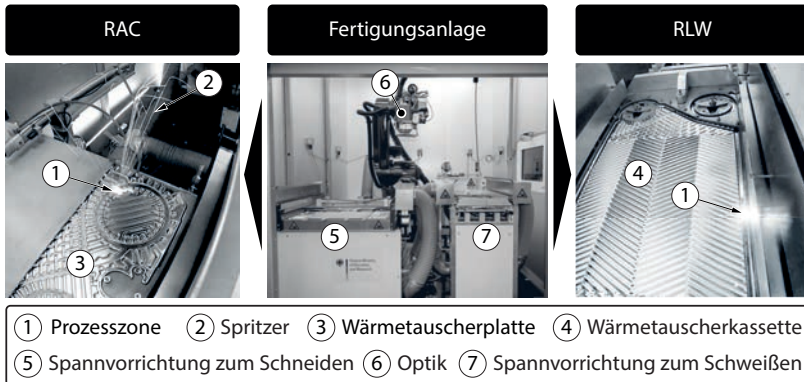 RAC
Fertigungsanlage
RLW
1
2
3
6
5
7
4
1
1 Prozesszone 2 Spritzer 3 Wärmetauscherplatte 4 Wärmetauscherkassette
5 Spannvorrichtung zum Schneiden 6 Optik 7 Spannvorrichtung zum Schweißen